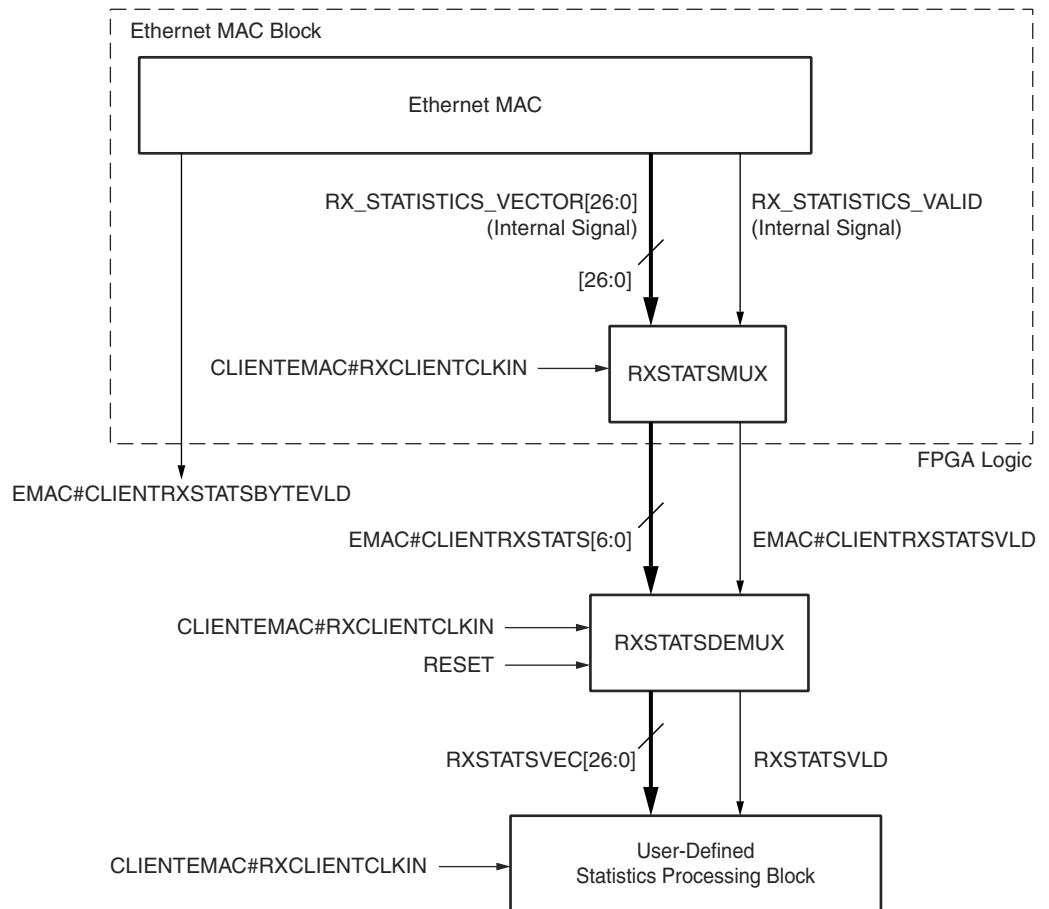 Ethernet MAC Block
Ethernet MAC
RX_STATISTICS_VECTOR[26:0]
(Internal Signal)
RX_STATISTICS_VALID
(Internal Signal)
[26:0]
CLIENTEMAC#RXCLIENTCLKIN
RXSTATSMUX
FPGA Logic
EMAC#CLIENTRXSTATSBYTEVLD
EMAC#CLIENTRXSTATS[6:0]
EMAC#CLIENTRXSTATSVLD
CLIENTEMAC#RXCLIENTCLKIN
RESET
RXSTATSDEMUX
RXSTATSVEC[26:0]
RXSTATSVLD
CLIENTEMAC#RXCLIENTCLKIN
User-Defined
Statistics Processing Block